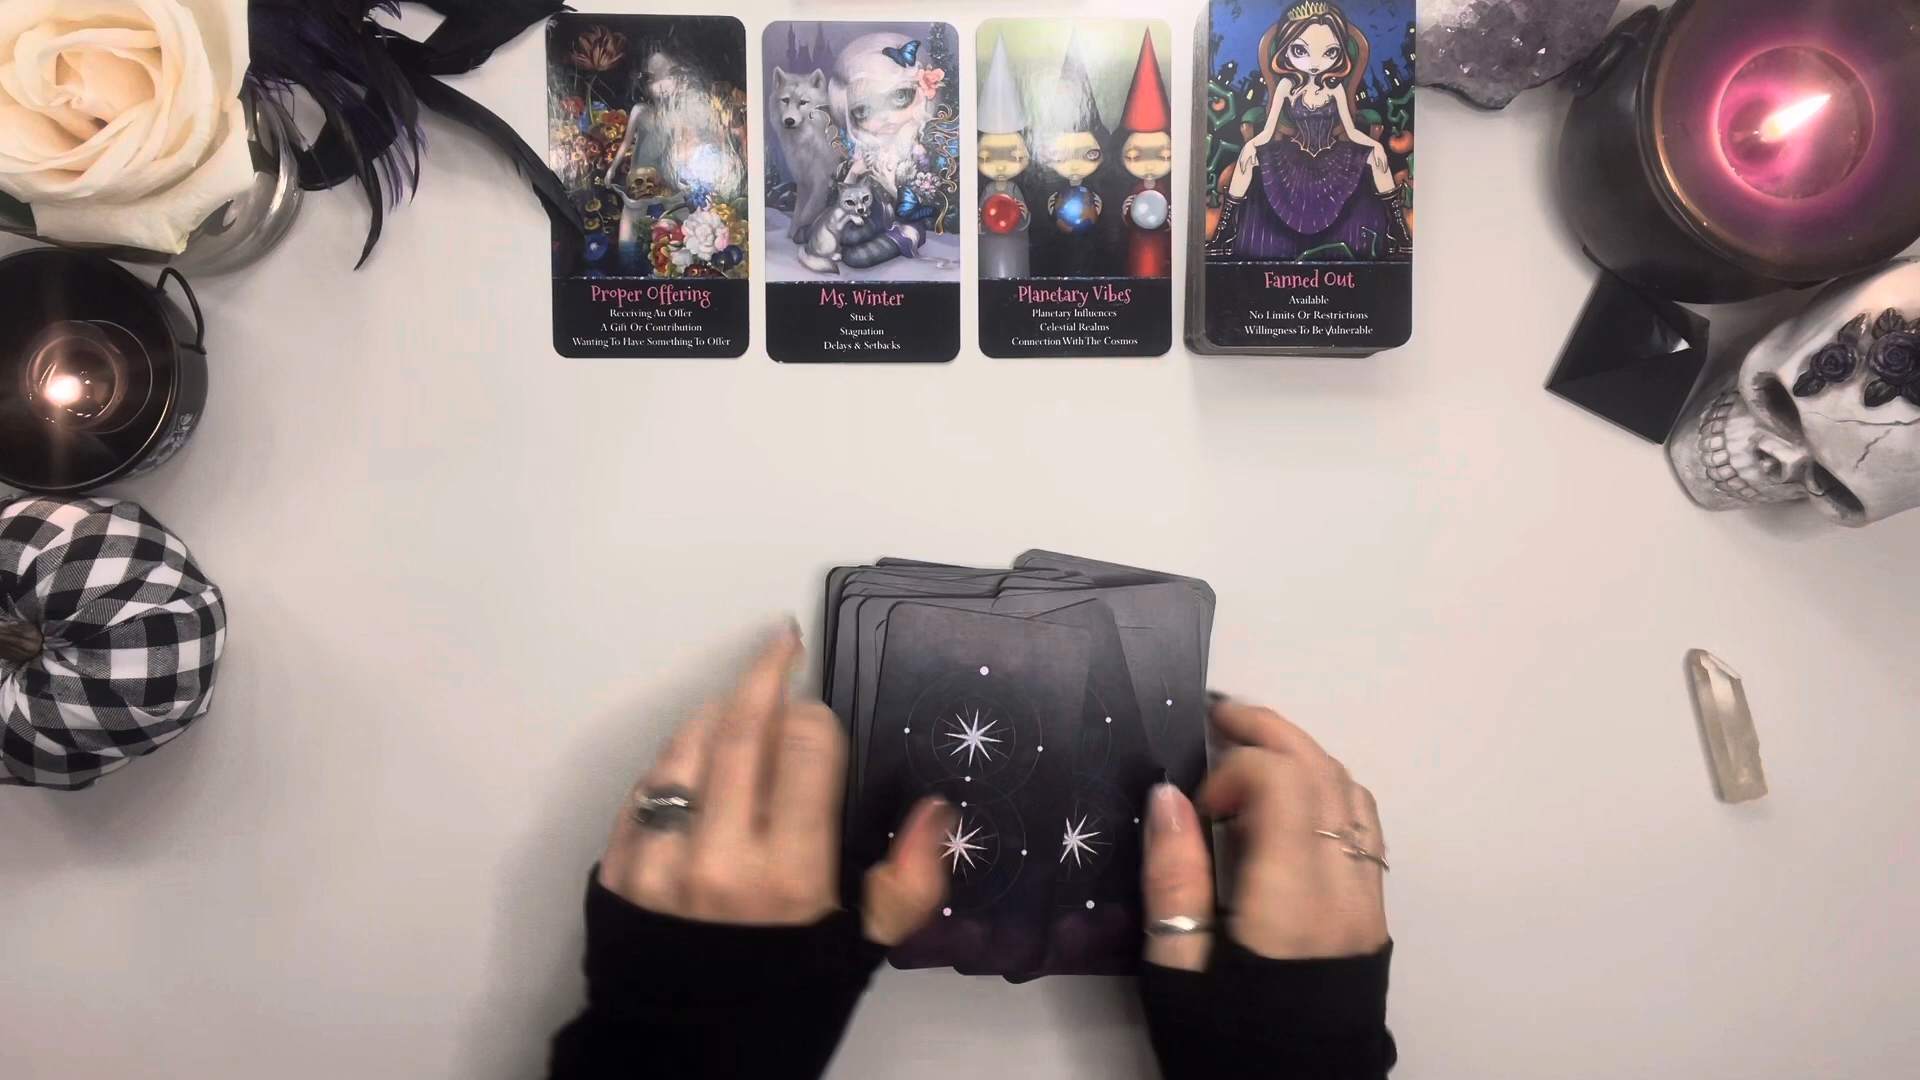 Proper Offering
Receiving An Offer
A Gift Or Contribution
Wanting To Have Something To Offer
Ms. Winter
Stuck
Stagnation
Delays & Setbacks
Planetary Vibes
Planetary Influences
Celestial Realms
Connection With The Cosmos
Fanned Out
Available
No Limits Or Restrictions
Willingness To Be Vulnerable